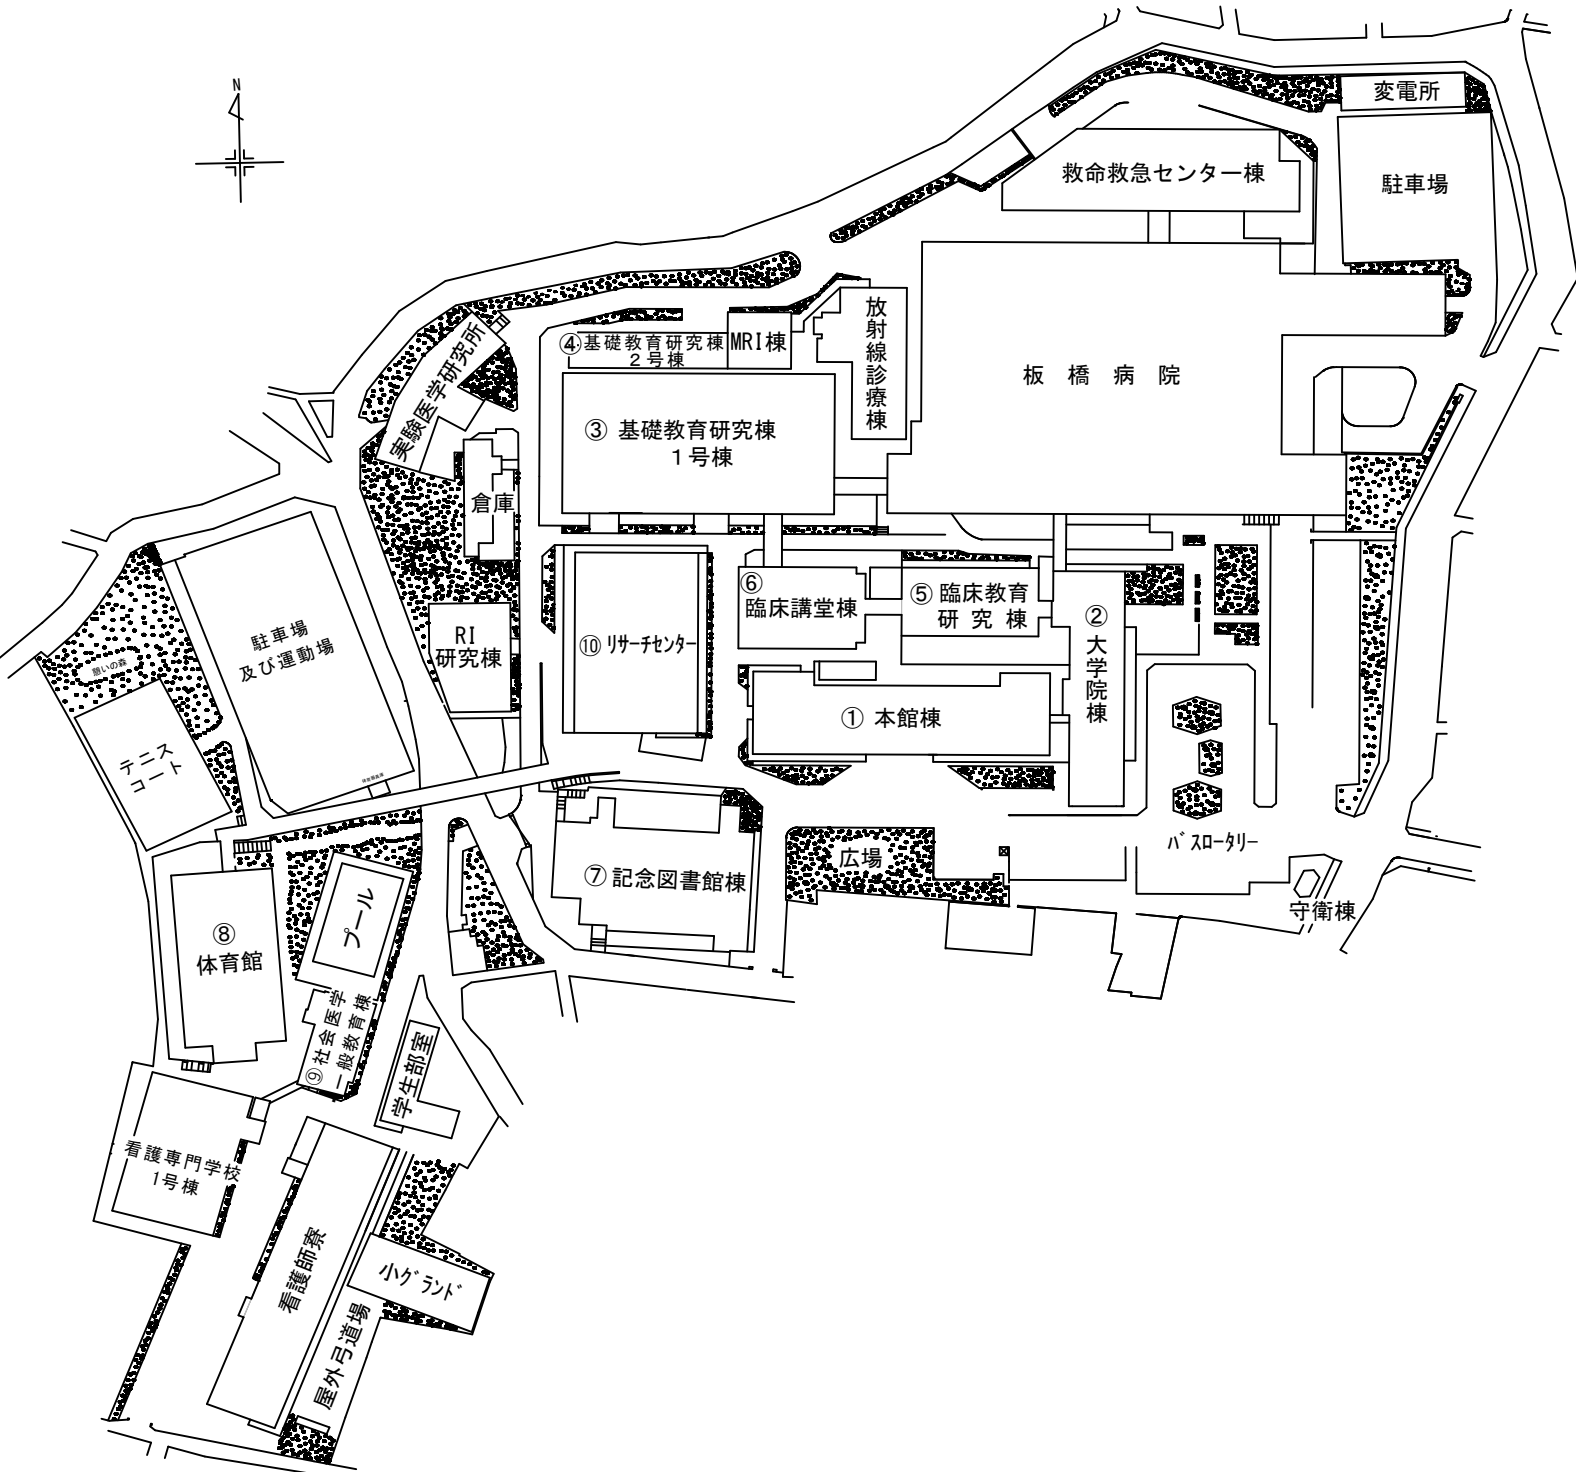 N
変電所
救命救急センター棟
駐車場
放射線診療棟
MRI棟
④基礎教育研究棟
2号棟
実験医学研究所
板橋病院
③ 基礎教育研究棟
1号棟
倉庫
⑥
臨床講堂棟
⑤ 臨床教育
研究棟
②大学院棟
RI
研究棟
⑩ リサーチセンター
駐車場
及び運動場
憩いの森
① 本館棟
テニス
コート
バスロータリー
広場
⑦ 記念図書館棟
守衛棟
プール
⑧
体育館
⑨社会医学
一般教育棟
学生部室
看護専門学校
1号棟
看護師寮
小グランド
屋外弓道場